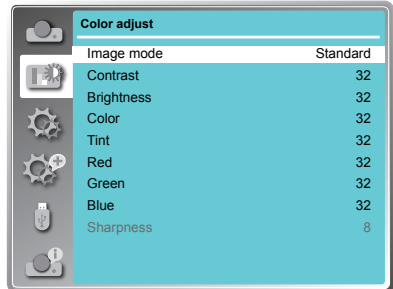 Color adjust
Image mode Standard
Contrast 32
Brightness 32
Color 32
Tint 32
Red 32
Green 32
Blue 32
Sharpness 8